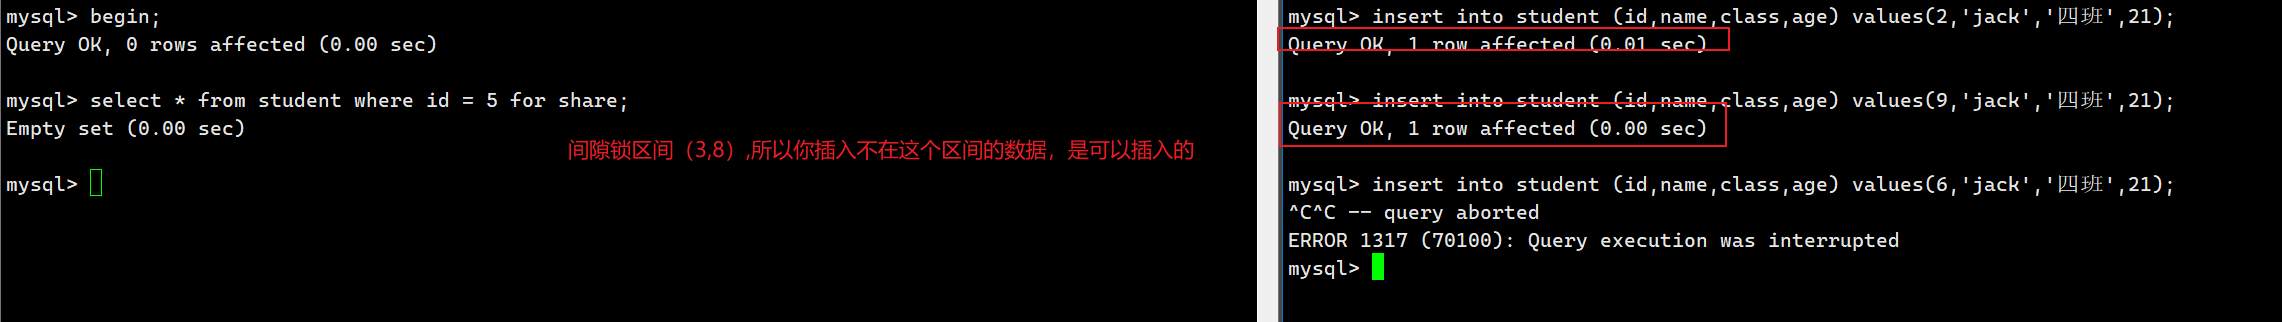 mysql> begin;
Query OK, 0 rows affected (0.00 sec)
mysql> select * from student where id = 5 for share;
Empty set (0.00 sec)
间隙锁区间（3,8）,所以你插入不在这个区间的数据，是可以插入的
mysql>
mysql> insert into student (id,name,class,age) values(2,'jack','四班',21);
Query OK, 1 row affected (0.01 sec)
mysql> insert into student (id,name,class,age) values(9,'jack','四班',21);
Query OK, 1 row affected (0.00 sec)
mysql> insert into student (id,name,class,age) values(6,'jack','四班',21);
^C^C -- query aborted
ERROR 1317 (70100): Query execution was interrupted
mysql>